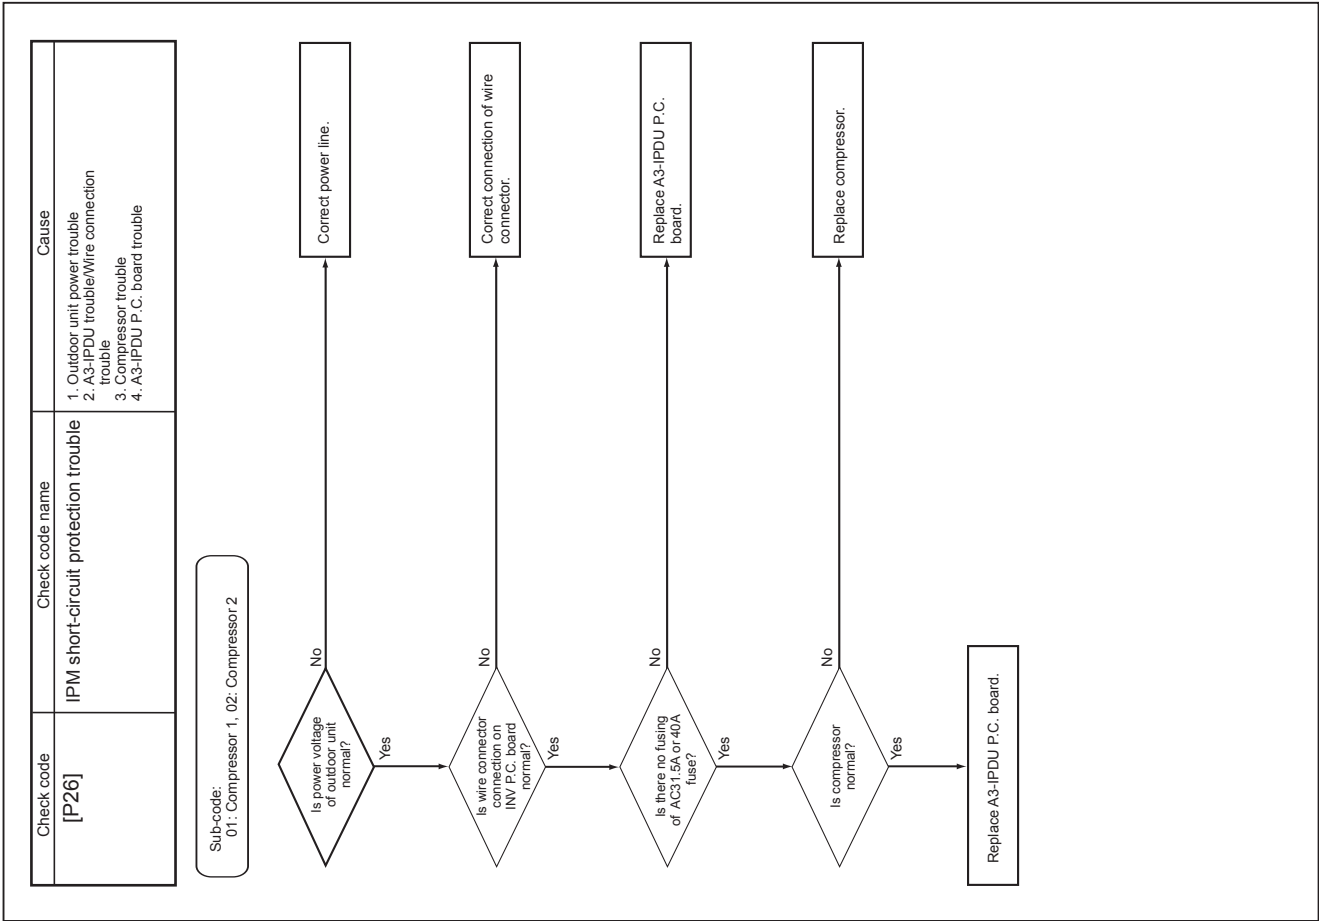 Check code
Check code name
Cause
[P26]
IPM short-circuit protection trouble
1. Outdoor unit power trouble
2. A3-IPDU trouble/Wire connection
trouble
3. Compressor trouble
4. A3-IPDU P.C. board trouble
Sub-code:
01: Compressor 1, 02: Compressor 2
Is power voltage
of outdoor unit
normal?
No
Correct power line.
Yes
Is wire connector
connection on
INV P.C. board
normal?
No
Correct connection of wire
connector.
Yes
Is there no fusing
of AC31.5A or 40A
fuse?
No
Replace A3-IPDU P.C.
board.
Yes
Is compressor
normal?
No
Replace compressor.
Yes
Replace A3-IPDU P.C. board.